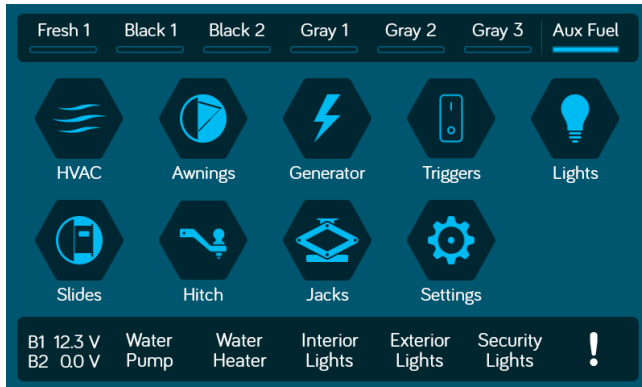 Fresh 1 Black 1 Black 2 Gray 1 Gray 2 Gray 3 Aux Fuel
HVAC Awnings Generator Triggers Lights
Slides Hitch Jacks Settings
B1 12.3 V Water Water Interior Exterior Security !
B2 0.0 V Pump Heater Lights Lights Lights